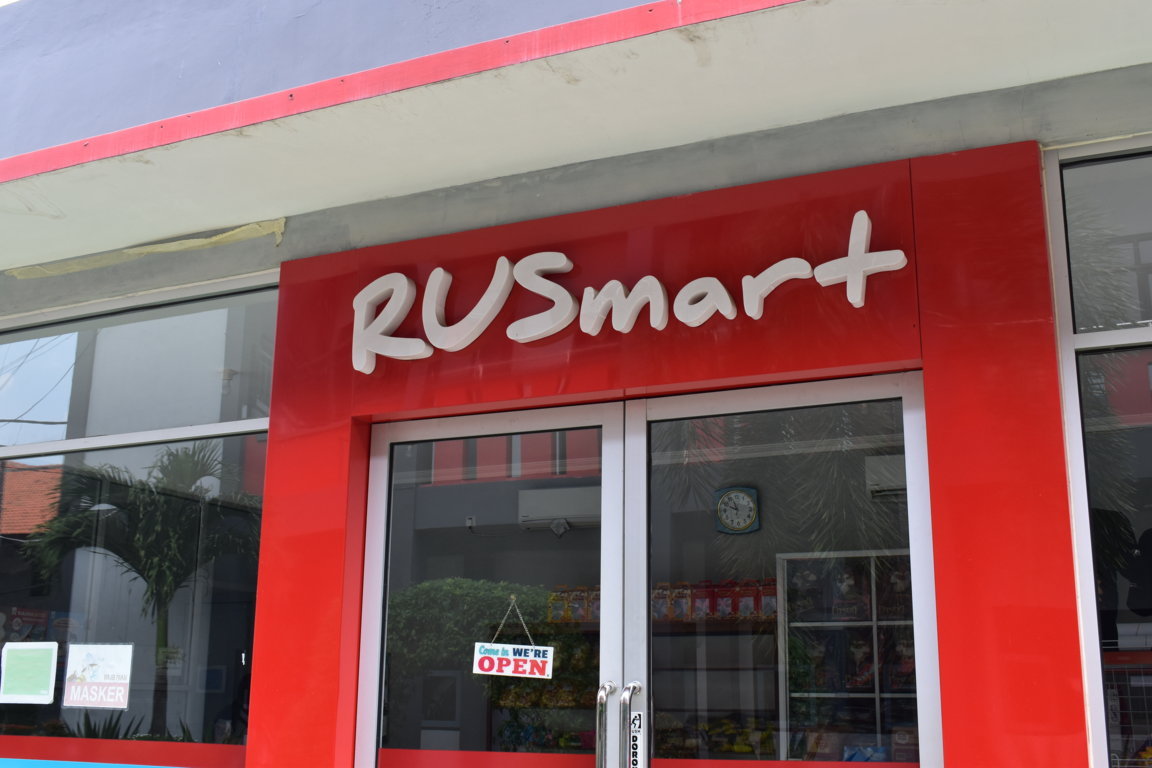 RUSmart
Come in WE'RE
OPEN
MASKER